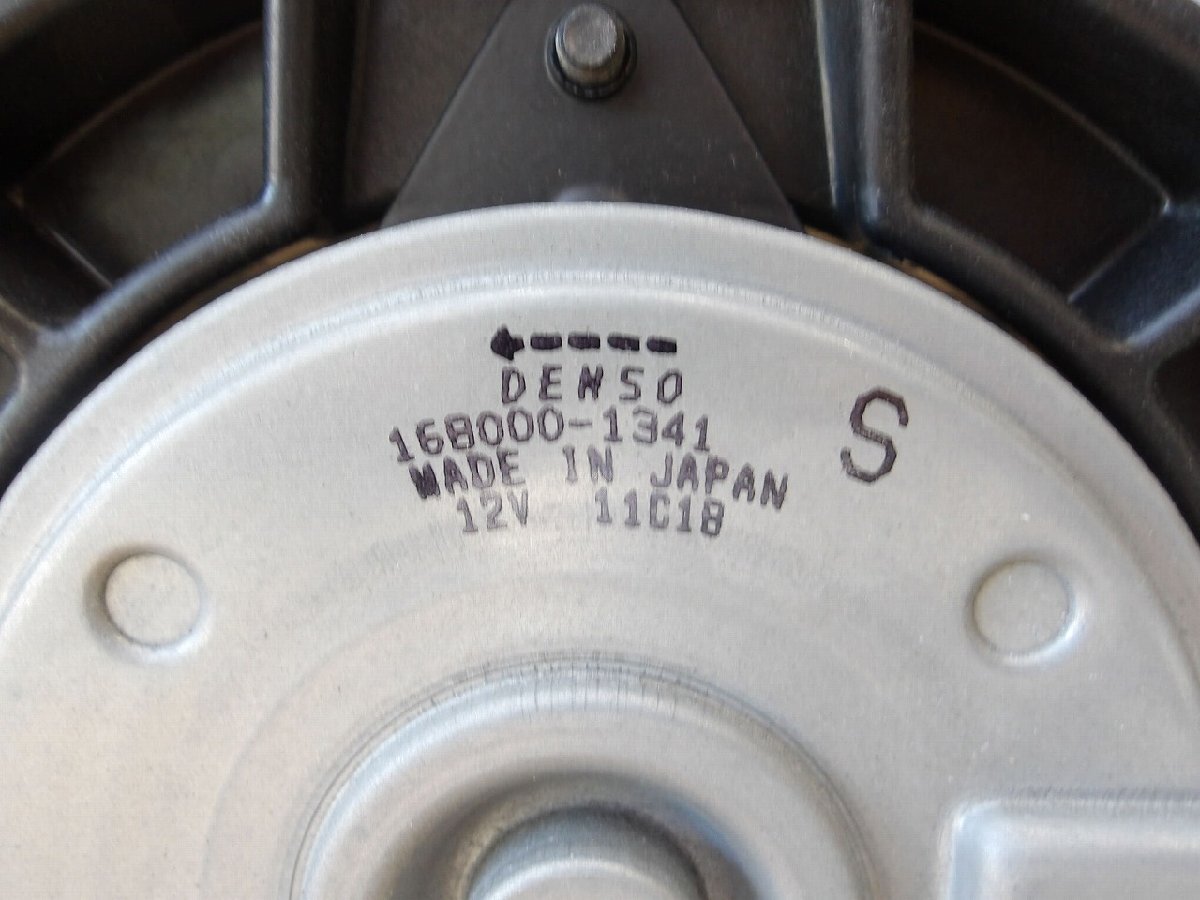 DENSO
168000-1341
S
MADE IN JAPAN
12V 11C18